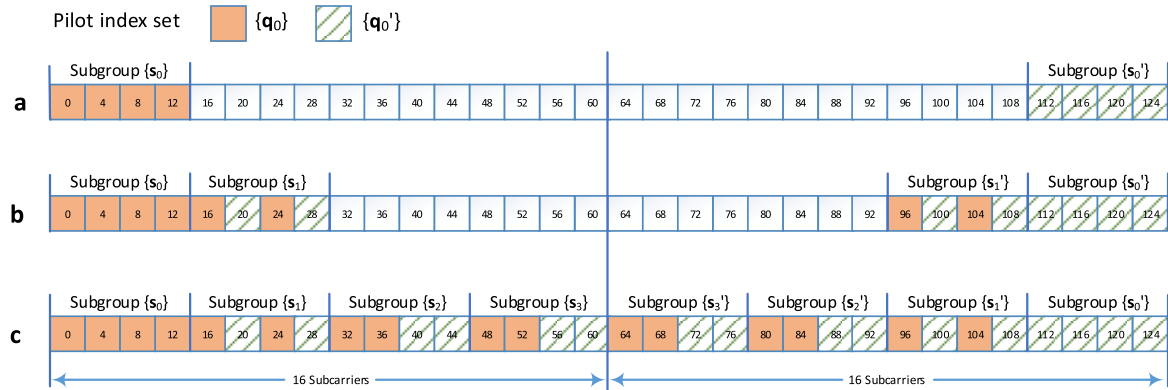 Pilot index set {q0} {q0'}
Subgroup {s0} Subgroup {s0'}
a 0 4 8 12 16 20 24 28 32 36 40 44 48 52 56 60 64 68 72 76 80 84 88 92 96 100 104 108 112 116 120 124
Subgroup {s0} Subgroup {s1} Subgroup {s1'} Subgroup {s0'}
b 0 4 8 12 16 20 24 28 32 36 40 44 48 52 56 60 64 68 72 76 80 84 88 92 96 100 104 108 112 116 120 124
Subgroup {s0} Subgroup {s1} Subgroup {s2} Subgroup {s3} Subgroup {s3'} Subgroup {s2'} Subgroup {s1'} Subgroup {s0'}
c 0 4 8 12 16 20 24 28 32 36 40 44 48 52 56 60 64 68 72 76 80 84 88 92 96 100 104 108 112 116 120 124
16 Subcarriers 16 Subcarriers